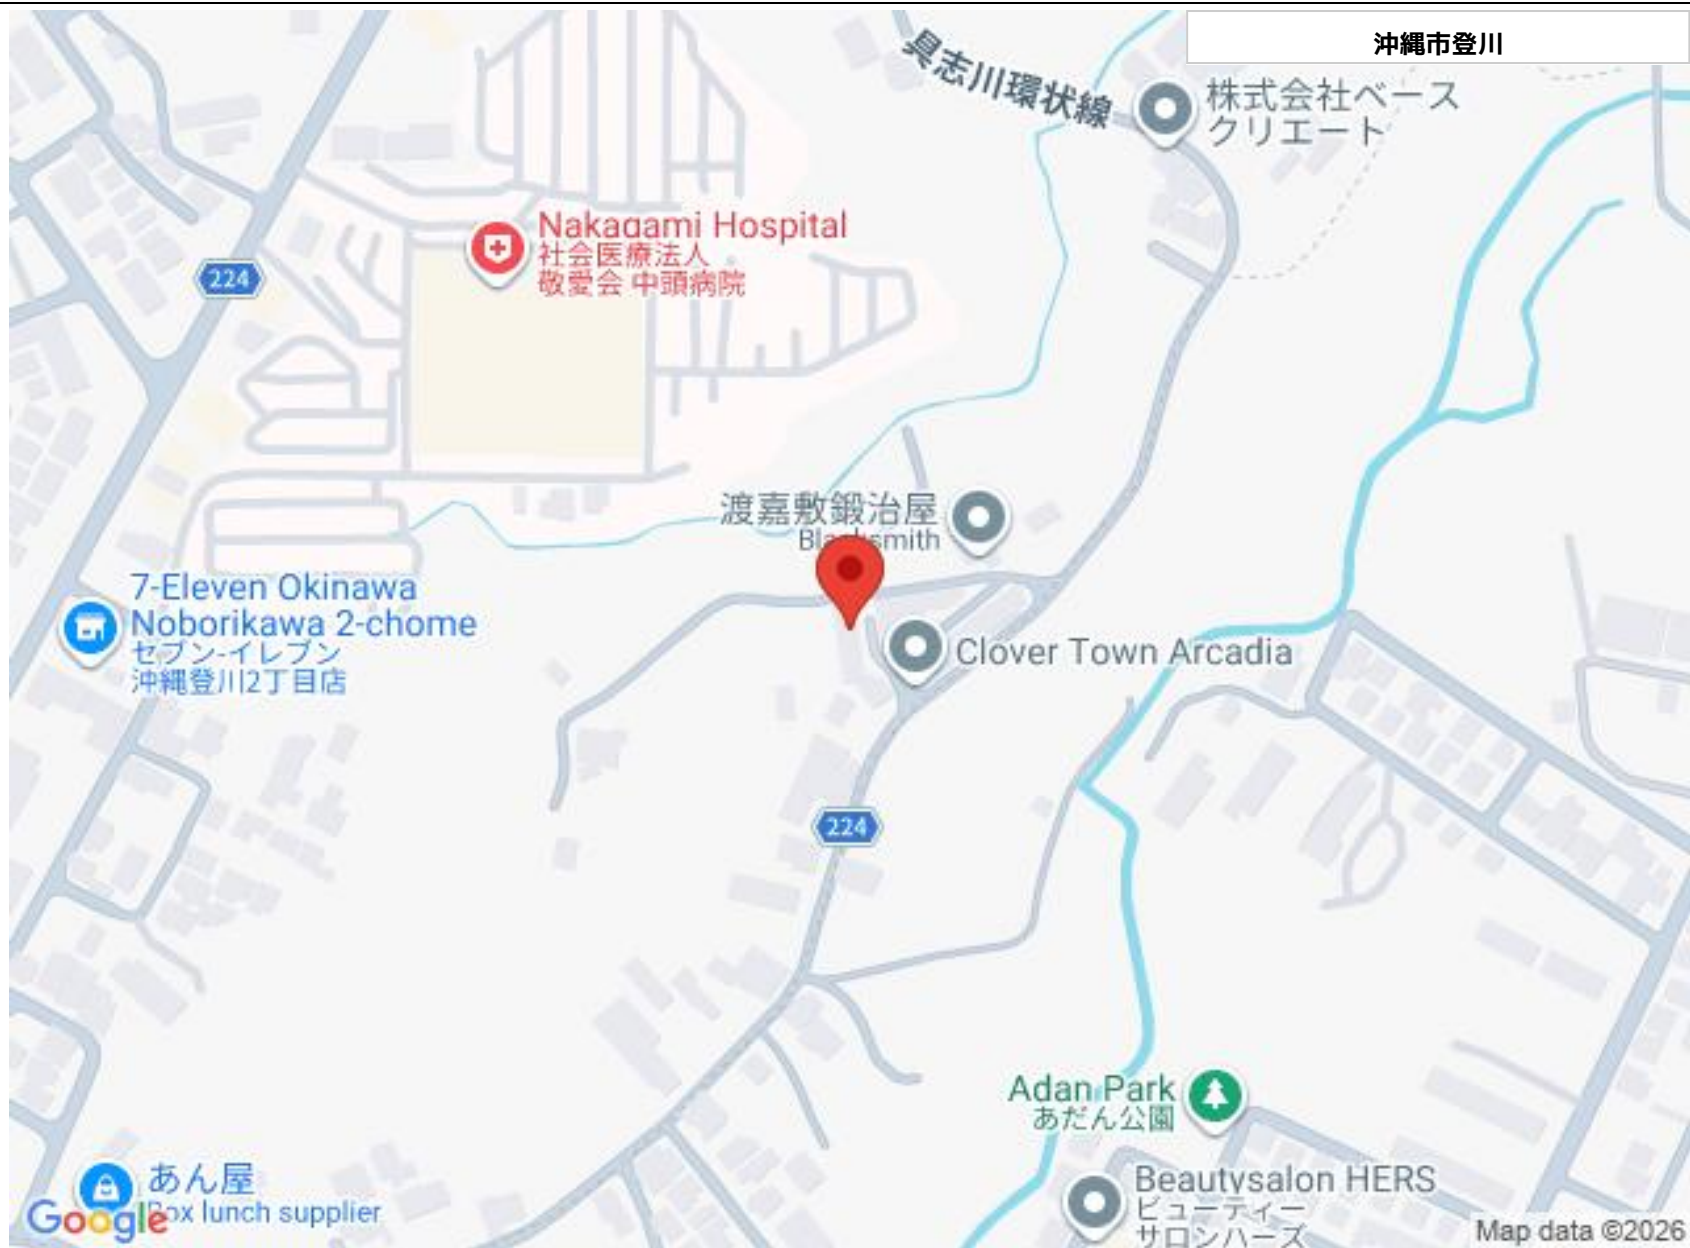 沖縄市登川
具志川環状線
株式会社ベース
クリエート
Nakagami Hospital
社会医療法人
敬愛会 中頭病院
224
渡嘉敷鍛治屋
Blacksmith
7-Eleven Okinawa
Noborikawa 2-chome
セブン-イレブン
沖縄登川2丁目店
Clover Town Arcadia
224
Adan Park
あだん公園
あん屋
Box lunch supplier
Beautysalon HERS
ビューティー
サロンハーズ
Google
Map data ©2026